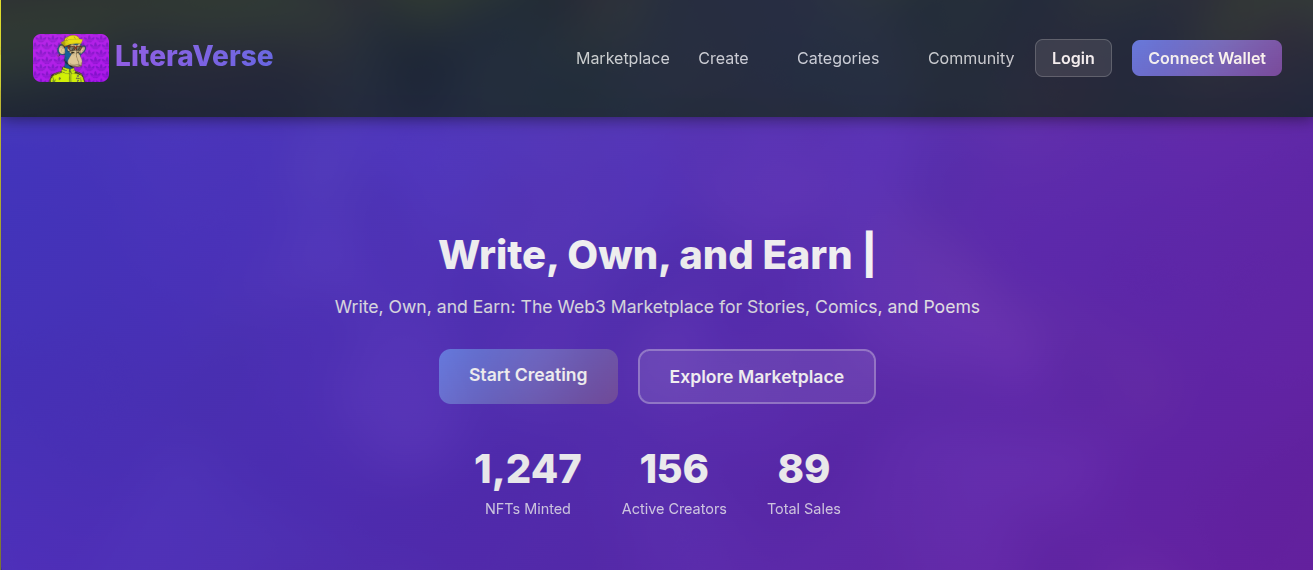 LiteraVerse
Marketplace
Create
Categories
Community
Login
Connect Wallet
Write, Own, and Earn |
Write, Own, and Earn: The Web3 Marketplace for Stories, Comics, and Poems
Start Creating
Explore Marketplace
1,247
156
89
NFTs Minted
Active Creators
Total Sales